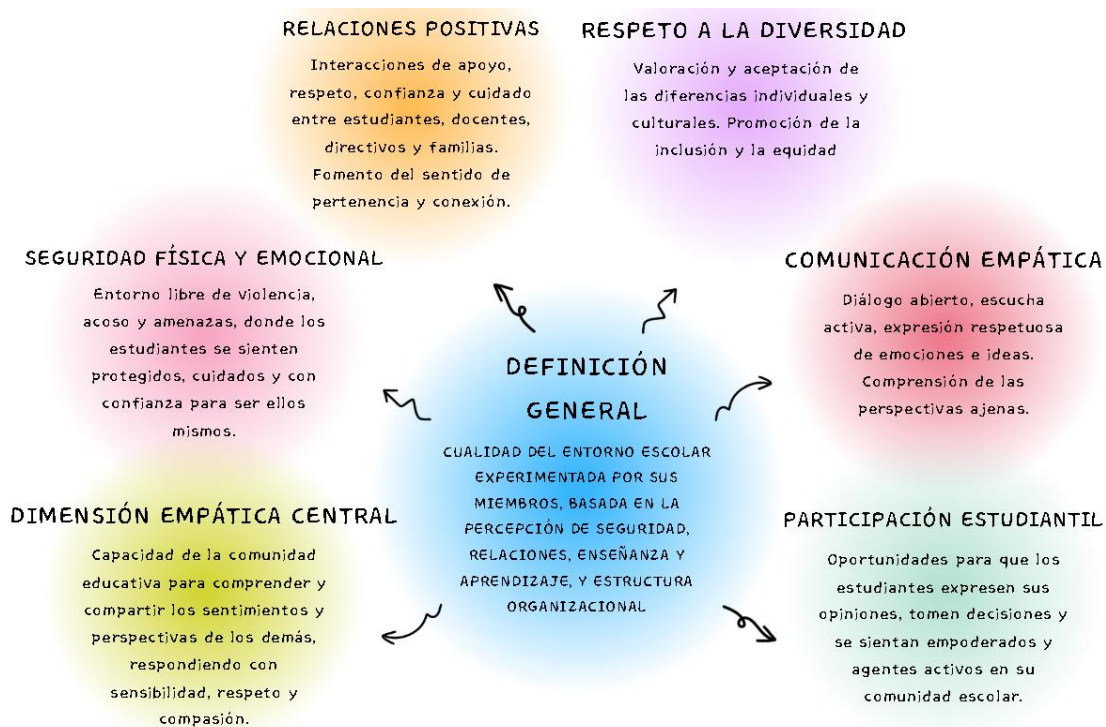 RELACIONES POSITIVAS
Interacciones de apoyo,
respeto, confianza y cuidado
entre estudiantes, docentes,
directivos y familias.
Fomento del sentido de
pertenencia y conexión.
RESPETO A LA DIVERSIDAD
Valoración y aceptación de
las diferencias individuales y
culturales. Promoción de la
inclusión y la equidad
SEGURIDAD FÍSICA Y EMOCIONAL
Entorno libre de violencia,
acoso y amenazas, donde los
estudiantes se sienten
protegidos, cuidados y con
confianza para ser ellos
mismos.
COMUNICACIÓN EMPÁTICA
Diálogo abierto, escucha
activa, expresión respetuosa
de emociones e ideas.
Comprensión de las
perspectivas ajenas.
DEFINICIÓN
GENERAL
CUALIDAD DEL ENTORNO ESCOLAR
EXPERIMENTADA POR SUS
MIEMBROS, BASADA EN LA
PERCEPCIÓN DE SEGURIDAD,
RELACIONES, ENSEÑANZA Y
APRENDIZAJE, Y ESTRUCTURA
ORGANIZACIONAL
DIMENSIÓN EMPÁTICA CENTRAL
Capacidad de la comunidad
educativa para comprender y
compartir los sentimientos y
perspectivas de los demás,
respondiendo con
sensibilidad, respeto y
compasión.
PARTICIPACIÓN ESTUDIANTIL
Oportunidades para que los
estudiantes expresen sus
opiniones, tomen decisiones y
se sientan empoderados y
agentes activos en su
comunidad escolar.